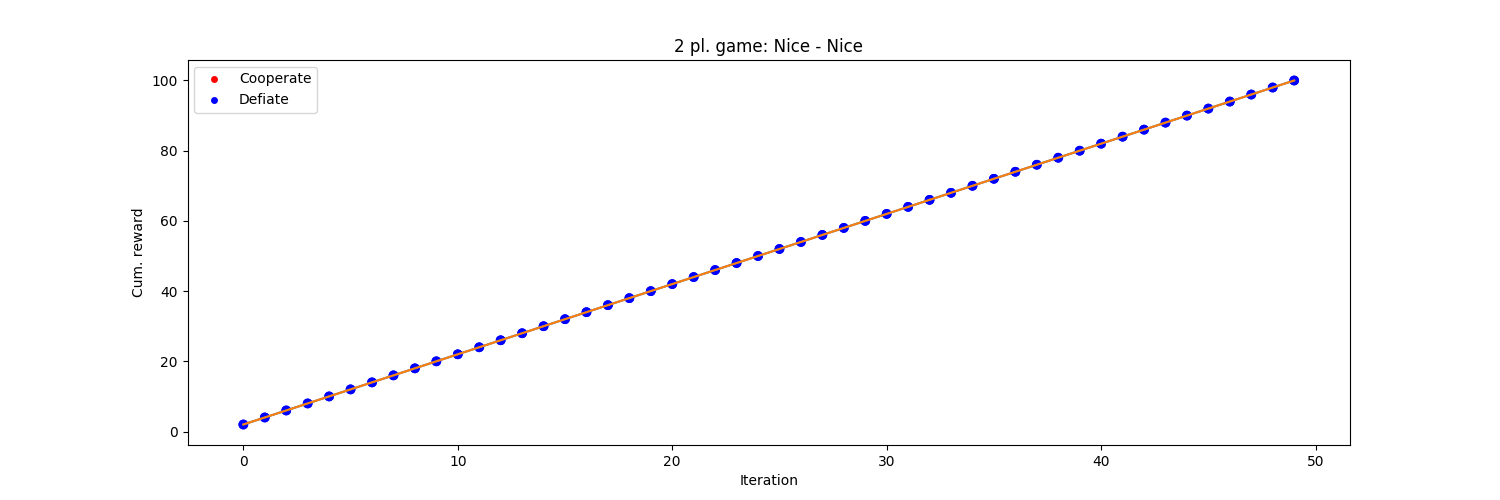 2 pl. game: Nice - Nice
Cooperate
Defiate
100
80
60
40
20
0
Cum. reward
0 10 20 30 40 50
Iteration